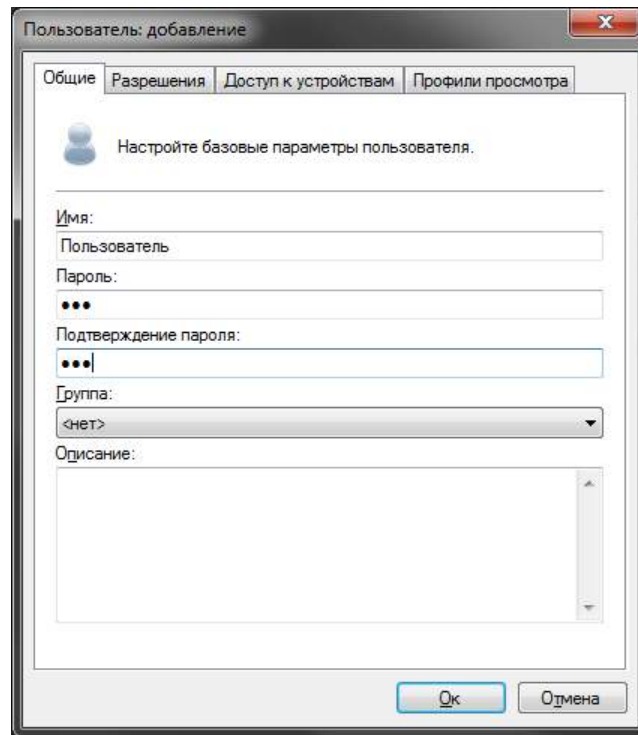 Пользователь: добавление
Общие Разрешения Доступ к устройствам Профили просмотра
Настройте базовые параметры пользователя.
Имя:
Пользователь
Пароль:
●●●
Подтверждение пароля:
●●●
Группа:
<нет>
Описание:
Ок Отмена